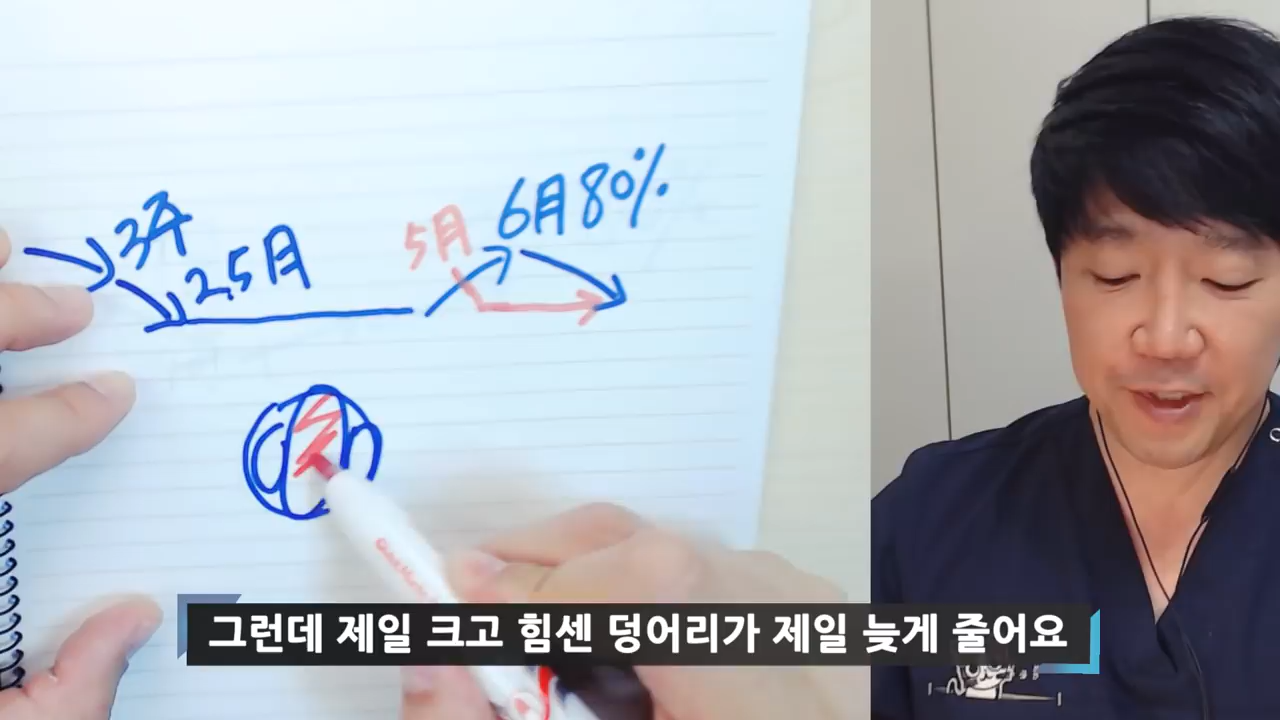 3주
2.5月
5月
6月 80%
그런데 제일 크고 힘센 덩어리가 제일 늦게 줄어요